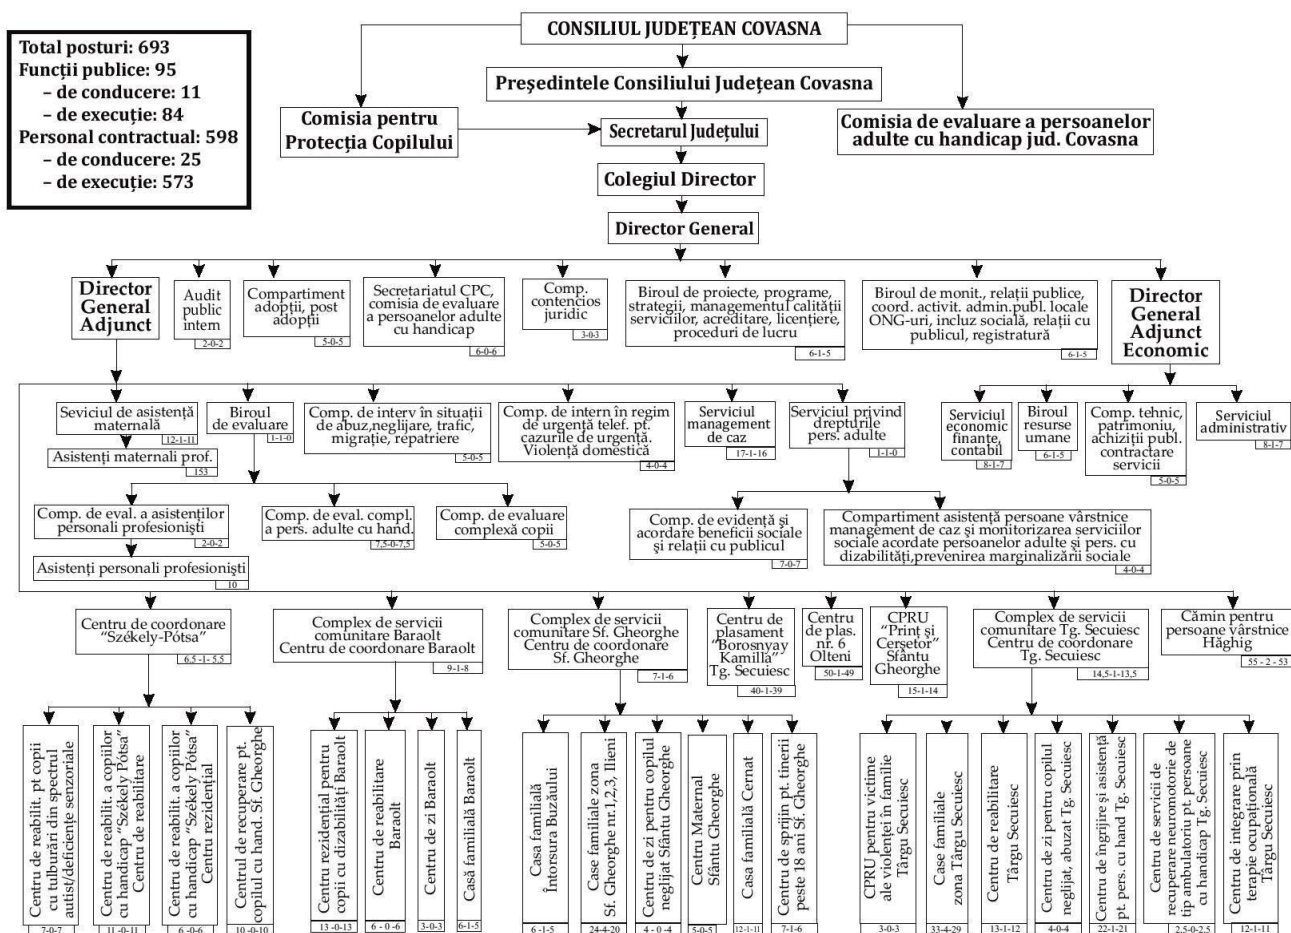 Total posturi: 693
Funcții publice: 95
– de conducere: 11
– de execuție: 84
Personal contractual: 598
– de conducere: 25
– de execuție: 573
CONSILIUL JUDEȚEAN COVASNA
Președintele Consiliului Județean Covasna
Comisia pentru
Protecția Copilului
Secretarul Județului
Comisia de evaluare a persoanelor
adulte cu handicap jud. Covasna
Colegiul Director
Director General
Director
General
Adjunct
Audit
public
intern
2-0-2
Compartiment
adopții, post
adopții
5-0-5
Secretariatul CPC,
comisia de evaluare
a persoanelor adulte
cu handicap
6-0-6
Comp.
contencios
juridic
3-0-3
Biroul de proiecte, programe,
strategii, managementul calității
serviciilor, acreditare, licențiere,
proceduri de lucru
6-1-5
Biroul de monit., relații publice,
coord. activit. admin.publ. locale
ONG-uri, incluz socială, relații cu
publicul, registratură
6-1-5
Director
General
Adjunct
Economic
Seviciul de asistență
maternală
12-1-11
Asistenți maternali prof.
153
Biroul
de evaluare
1-1-0
Comp. de interv în situații
de abuz,neglijare, trafic,
migrație, repatriere
5-0-5
Comp. de intern în regim
de urgență telef. pt.
cazurile de urgență.
Violență domestică
4-0-4
Serviciul
management
de caz
17-1-16
Serviciul privind
drepturile
pers. adulte
1-1-0
Serviciul
economic
finanțe,
contabil
8-1-7
Biroul
resurse
umane
6-1-5
Comp. tehnic,
patrimoniu,
achiziții publ.
contractare
servicii
5-0-5
Serviciul
administrativ
8-1-7
Comp. de eval. a asistenților
personali profesioniști
2-0-2
Asistenți personali profesioniști
10
Comp. de eval. compl.
a pers. adulte cu hand.
7,5-0-7,5
Comp. de evaluare
complexă copii
5-0-5
Comp. de evidență și
acordare beneficii sociale
și relații cu publicul
7-0-7
Compartiment asistență persoane vârstnice
management de caz și monitorizarea serviciilor
sociale acordate persoanelor adulte și pers. cu
dizabilități,prevenirea marginalizării sociale
4-0-4
Centru de coordonare
“Székely-Pótsa”
6,5 -1- 5,5
Complex de servicii
comunitare Baraolt
Centru de coordonare Baraolt
9-1-8
Complex de servicii
comunitare Sf. Gheorghe
Centru de coordonare
Sf. Gheorghe
7-1-6
Centru de
plasament
“Borosnyay
Kamilla”
Tg. Secuiesc
40-1-39
Centru
de plas.
nr. 6
Olteni
50-1-49
CPRU
“Prinț și
Cerșetor”
Sfântu
Gheorghe
15-1-14
Complex de servicii
comunitare Tg. Secuiesc
Centru de coordonare
Tg. Secuiesc
14,5-1-13,5
Cămin pentru
persoane vârstnice
Hăghig
55 - 2 - 53
Centru de reabilit. pt copii
cu tulburări din spectrul
autist/deficiențe senzoriale
7-0-7
Centru de reabilit. a copiilor
cu handicap “Székely Pótsa”
Centru de reabilitare
11 -0-11
Centru de reabilit. a copiilor
cu handicap “Székely Pótsa”
Centru rezidențial
6 -0-6
Centrul de recuperare pt.
copilul cu hand. Sf. Gheorghe
10 -0-10
Centru rezidențial pentru
copii cu dizabilități Baraolt
13 -0-13
Centru de reabilitare
Baraolt
6 - 0 -6
Centru de zi Baraolt
3-0-3
Casă familială Baraolt
6-1-5
Casa familială
Întorsura Buzăului
6 -1-5
Case familiale zona
Sf. Gheorghe nr.1,2,3, Ilieni
24-4-20
Centru de zi pentru copilul
neglijat Sfântu Gheorghe
4 - 0 -4
Centru Maternal
Sfântu Gheorghe
5-0-5
Casa familială Cernat
12-1-11
Centru de sprijin pt. tinerii
peste 18 ani Sf. Gheorghe
7-1-6
CPRU pentru victime
ale violenței în familie
Târgu Secuiesc
3-0-3
Case familiale
zona Târgu Secuiesc
33-4-29
Centru de reabilitare
Târgu Secuiesc
13-1-12
Centru de zi pentru copilul
neglijat, abuzat Tg. Secuiesc
4-0-4
Centru de îngrijire și asistență
pt. pers. cu hand Tg. Secuiesc
22-1-21
Centru de servicii de
recuperare neuromotorie de
tip ambulatoriu pt. persoane
cu handicap Tg. Secuiesc
2,5-0-2,5
Centru de integrare prin
terapie ocupațională
Târgu Secuiesc
12-1-11